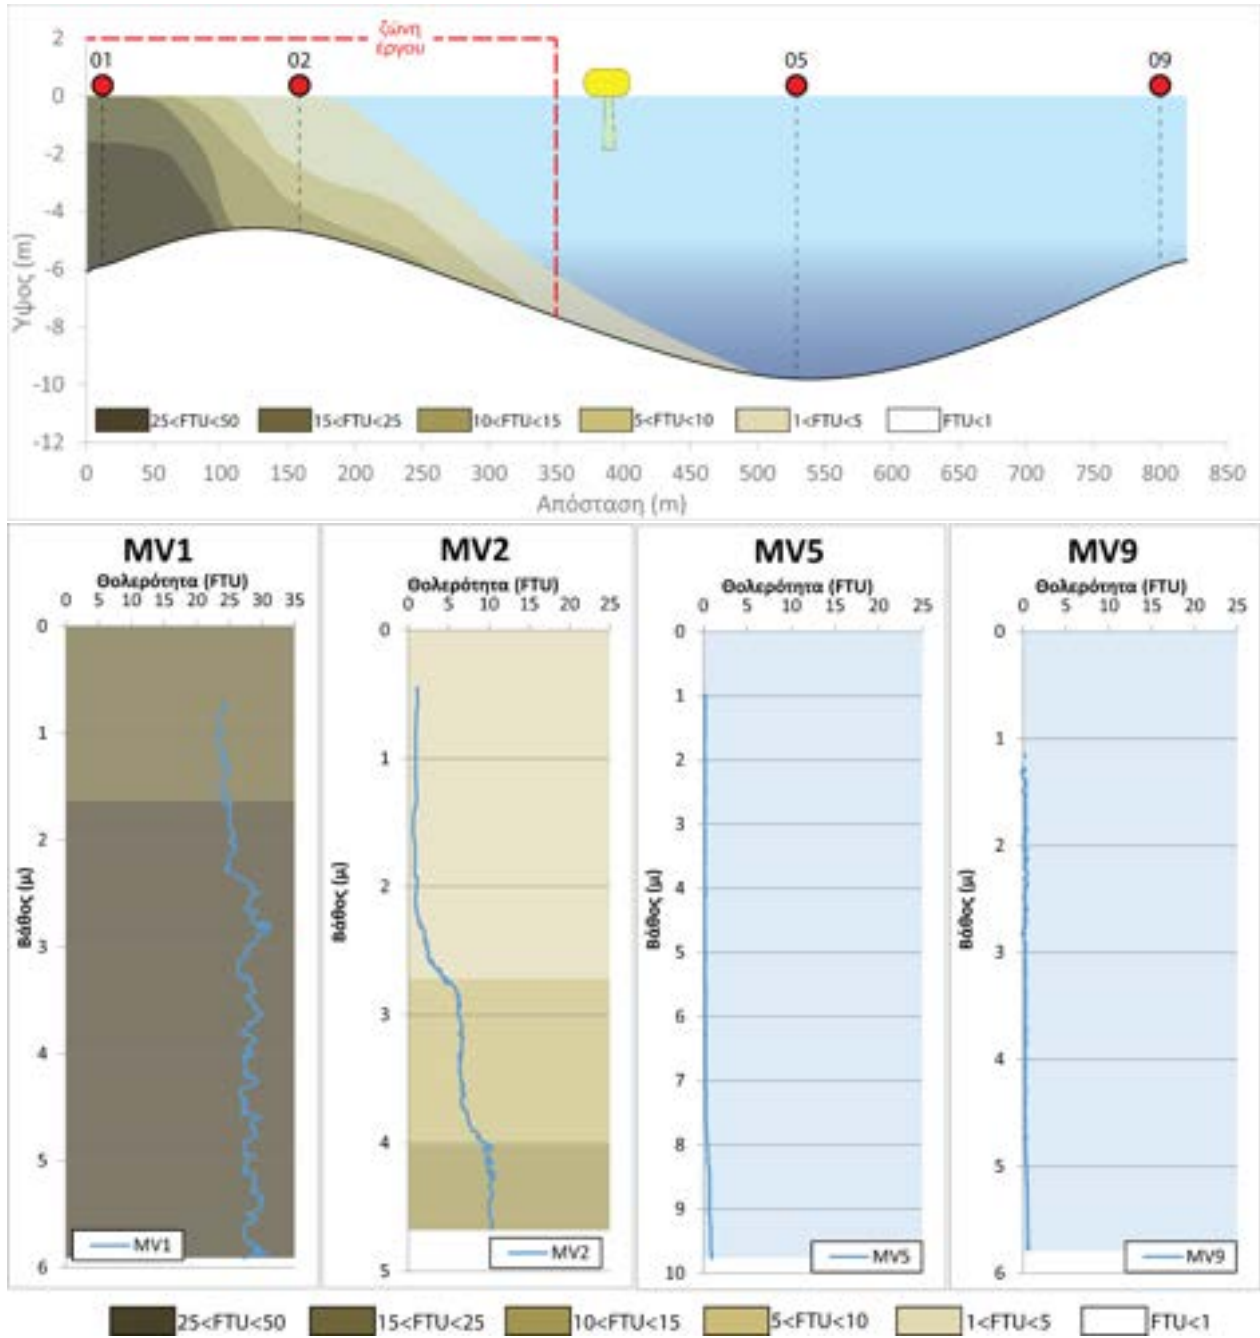 ζώνη
έργου
2
0
-2
-4
-6
-8
-10
-12
Ύψος (m)
01
02
05
09
25<FTU<50 15<FTU<25 10<FTU<15 5<FTU<10 1<FTU<5 FTU<1
0 50 100 150 200 250 300 350 400 450 500 550 600 650 700 750 800 850
Απόσταση (m)
MV1
Θολερότητα (FTU)
0 5 10 15 20 25 30 35
0
1
2
3
4
5
6
Βάθος (μ)
MV1
MV2
Θολερότητα (FTU)
0 5 10 15 20 25
0
1
2
3
4
5
Βάθος (μ)
MV2
MV5
Θολερότητα (FTU)
0 5 10 15 20 25
0
1
2
3
4
5
6
7
8
9
10
Βάθος (μ)
MV5
MV9
Θολερότητα (FTU)
0 5 10 15 20 25
0
1
2
3
4
5
6
Βάθος (μ)
MV9
25<FTU<50 15<FTU<25 10<FTU<15 5<FTU<10 1<FTU<5 FTU<1